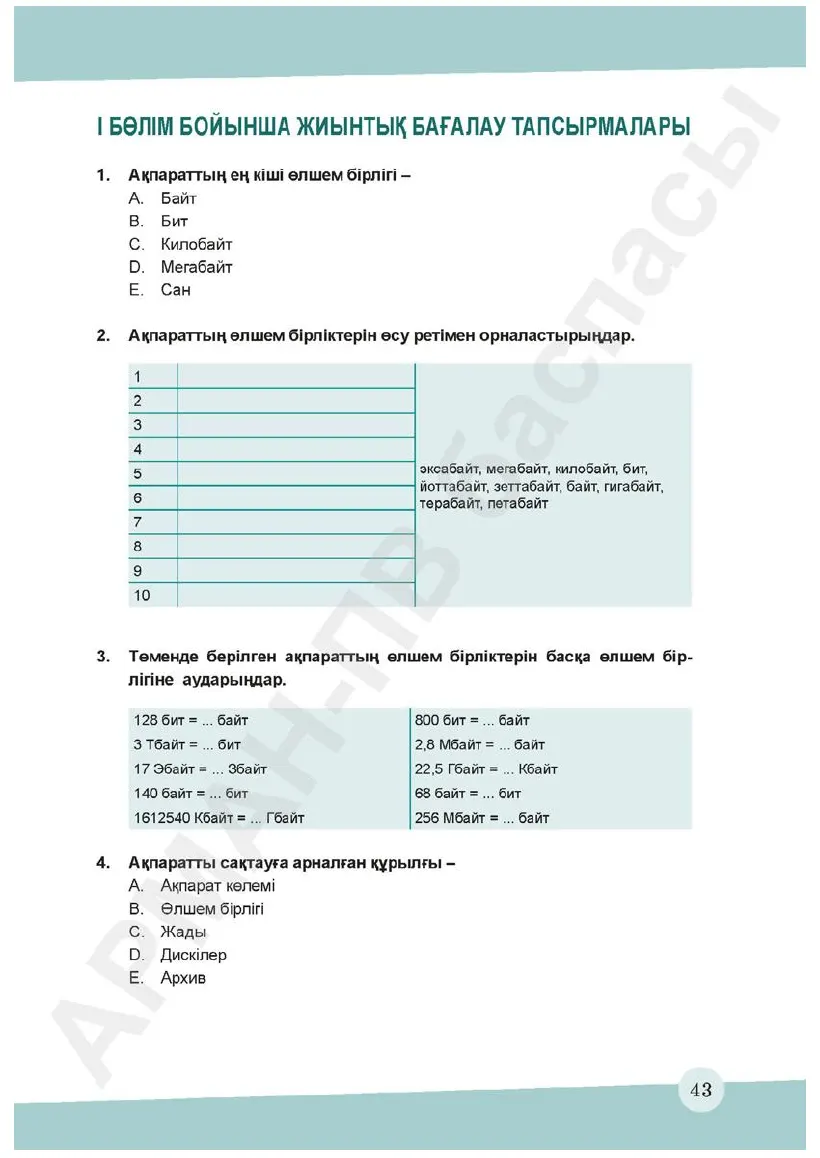 І БӨЛІМ БОЙЫНША ЖИЫНТЫҚ БАҒАЛАУ ТАПСЫРМАЛАРЫ
1. Ақпараттың ең кіші өлшем бірлігі –
A. Байт
B. Бит
C. Килобайт
D. Мегабайт
E. Сан
2. Ақпараттың өлшем бірліктерін өсу ретімен орналастырыңдар.
1
2
3
4
5
6
7
8
9
10
эксабайт, мегабайт, килобайт, бит,
йоттабайт, зеттабайт, байт, гигабайт,
терабайт, петабайт
3. Төменде берілген ақпараттың өлшем бірліктерін басқа өлшем бір-
лігіне аударыңдар.
128 бит = ... байт
800 бит = ... байт
3 Тбайт = ... бит
2,8 Мбайт = ... байт
17 Эбайт = ... Збайт
22,5 Гбайт = ... Кбайт
140 байт = ... бит
68 байт = ... бит
1612540 Кбайт = ... Гбайт
256 Мбайт = ... байт
4. Ақпаратты сақтауға арналған құрылғы –
A. Ақпарат көлемі
B. Өлшем бірлігі
C. Жады
D. Дискілер
E. Архив
43
АРМАН-ПВ баспасы